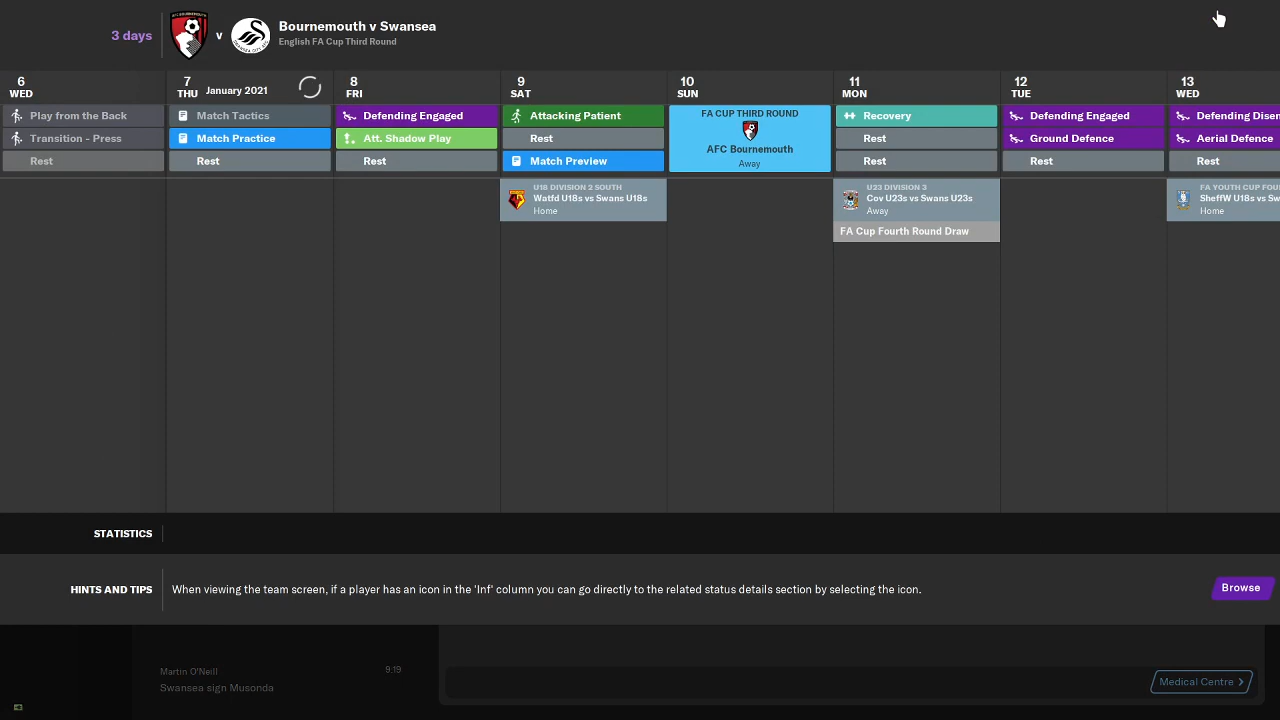 3 days
v
Bournemouth v Swansea
English FA Cup Third Round
6
WED
7
THU
January 2021
8
FRI
9
SAT
10
SUN
11
MON
12
TUE
13
WED
Play from the Back
Match Tactics
Defending Engaged
Attacking Patient
FA CUP THIRD ROUND
Recovery
Defending Engaged
Defending Disen
Transition - Press
Match Practice
Att. Shadow Play
Rest
AFC Bournemouth
Rest
Ground Defence
Aerial Defence
Rest
Rest
Rest
Match Preview
Away
Rest
Rest
Rest
U18 DIVISION 2 SOUTH
Watfd U18s vs Swans U18s
Home
U23 DIVISION 3
Cov U23s vs Swans U23s
Away
FA Cup Fourth Round Draw
FA YOUTH CUP FOU
SheffW U18s vs Sw
Home
STATISTICS
HINTS AND TIPS
When viewing the team screen, if a player has an icon in the 'Inf' column you can go directly to the related status details section by selecting the icon.
Browse
Martin O'Neill
9:19
Swansea sign Musonda
Medical Centre